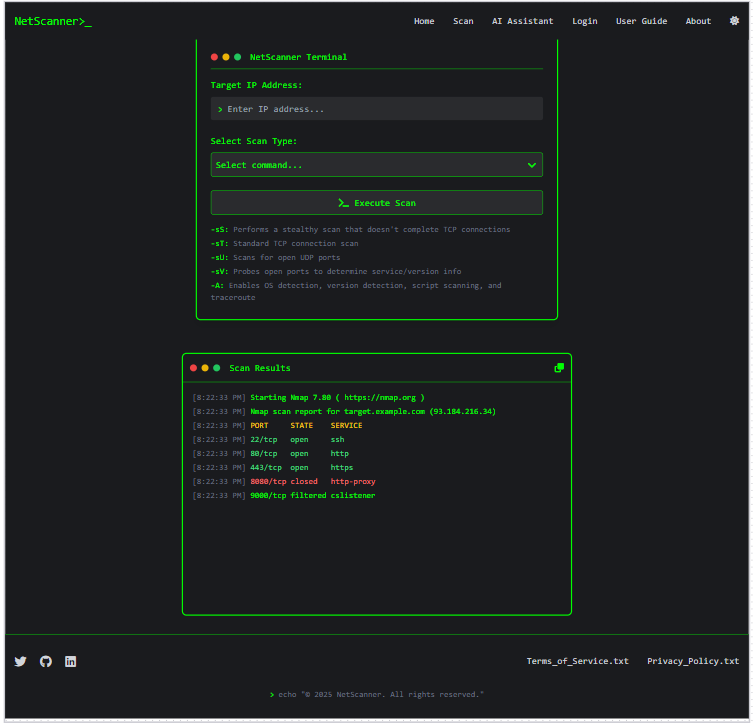 NetScanner>_
Home Scan AI Assistant Login User Guide About
NetScanner Terminal
Target IP Address:
> Enter IP address...
Select Scan Type:
Select command...
>_ Execute Scan
-sS: Performs a stealthy scan that doesn't complete TCP connections
-sT: Standard TCP connection scan
-sU: Scans for open UDP ports
-sV: Probes open ports to determine service/version info
-A: Enables OS detection, version detection, script scanning, and
traceroute
Scan Results
[8:22:33 PM] Starting Nmap 7.80 ( https://nmap.org )
[8:22:33 PM] Nmap scan report for target.example.com (93.184.216.34)
[8:22:33 PM] PORT STATE SERVICE
[8:22:33 PM] 22/tcp open ssh
[8:22:33 PM] 80/tcp open http
[8:22:33 PM] 443/tcp open https
[8:22:33 PM] 8080/tcp closed http-proxy
[8:22:33 PM] 9000/tcp filtered cslistener
Terms_of_Service.txt Privacy_Policy.txt
> echo "© 2025 NetScanner. All rights reserved."